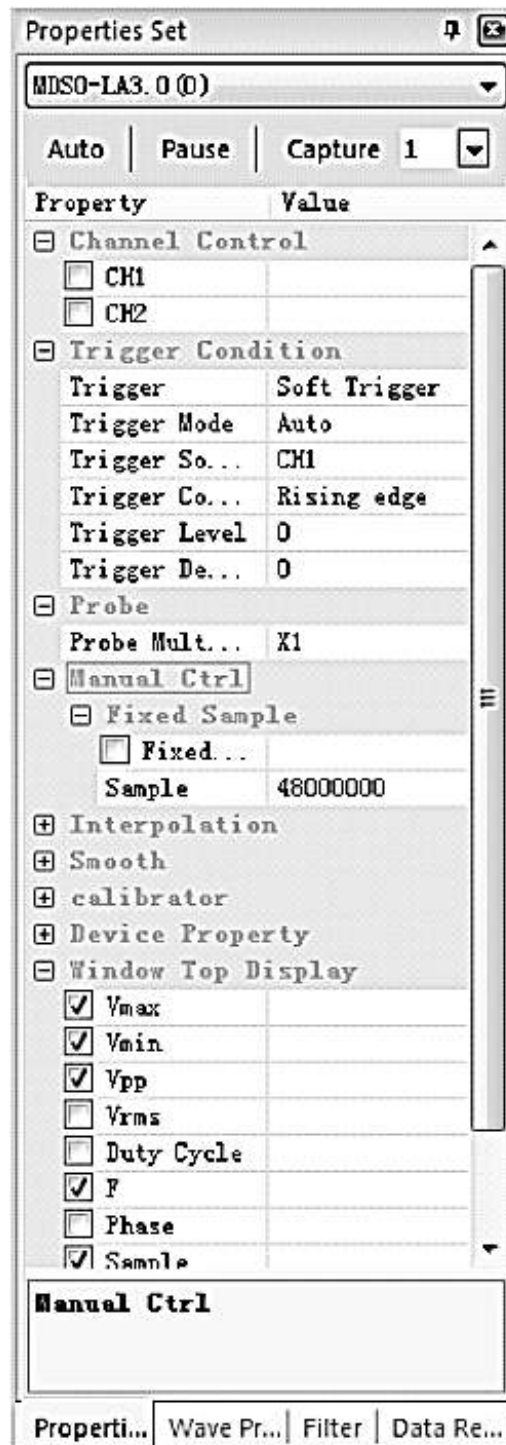 Properties Set
MDSO-LA3.0(0)
Auto Pause Capture 1
Property Value
Channel Control
CH1
CH2
Trigger Condition
Trigger Soft Trigger
Trigger Mode Auto
Trigger So... CH1
Trigger Co... Rising edge
Trigger Level 0
Trigger De... 0
Probe
Probe Mult... X1
Manual Ctrl
Fixed Sample
Fixed...
Sample 48000000
Interpolation
Smooth
calibrator
Device Property
Window Top Display
Vmax
Vmin
Vpp
Vrms
Duty Cycle
F
Phase
Sample
Manual Ctrl
Properti... Wave Pr... Filter Data Re...